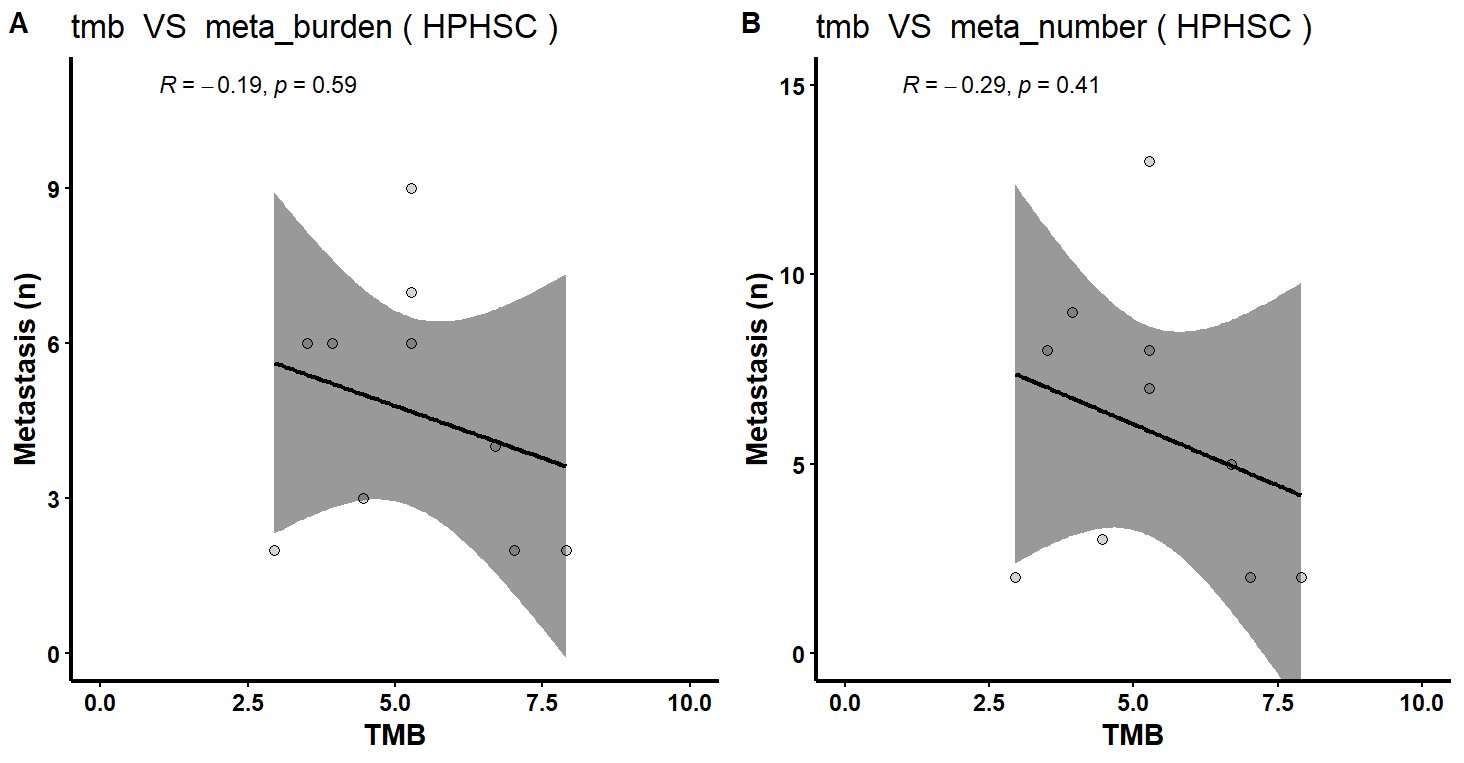 A
tmb VS meta_burden ( HPHSC )
R = −0.19, p = 0.59
9
6
3
0
Metastasis (n)
0.0 2.5 5.0 7.5 10.0
TMB
B
tmb VS meta_number ( HPHSC )
R = −0.29, p = 0.41
15
10
5
0
Metastasis (n)
0.0 2.5 5.0 7.5 10.0
TMB